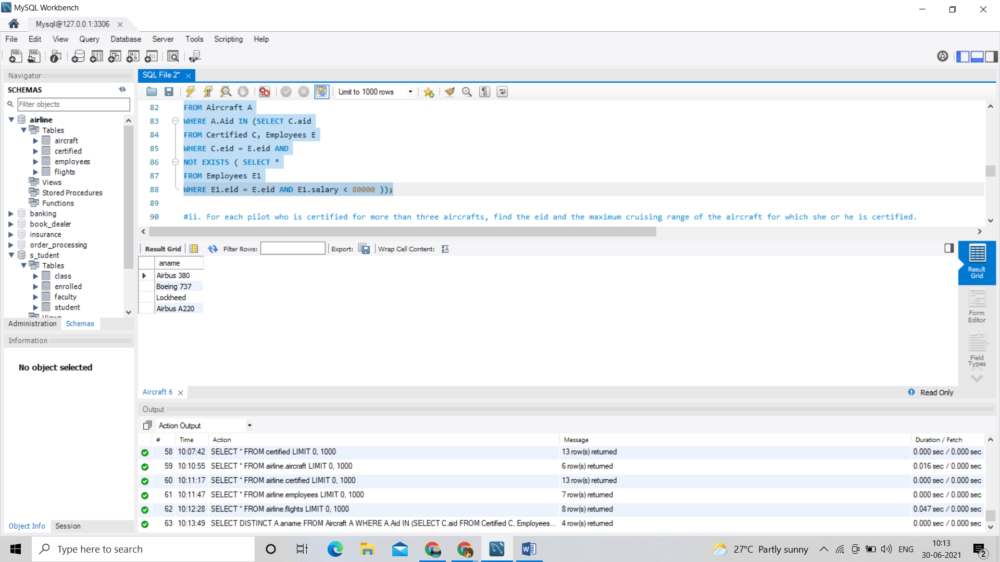 MySQL Workbench
Mysql@127.0.0.1:3306
File Edit View Query Database Server Tools Scripting Help
Navigator
SCHEMAS
Filter objects
airline
Tables
aircraft
certified
employees
flights
Views
Stored Procedures
Functions
banking
book_dealer
insurance
order_processing
s_tudent
Tables
class
enrolled
faculty
student
Views
Administration Schemas
Information
No object selected
Object Info Session
SQL File 2*
Limit to 1000 rows
82 FROM Aircraft A
83 WHERE A.Aid IN (SELECT C.aid
84 FROM Certified C, Employees E
85 WHERE C.eid = E.eid AND
86 NOT EXISTS ( SELECT *
87 FROM Employees E1
88 WHERE E1.eid = E.eid AND E1.salary < 80000 ));
89
90 #ii. For each pilot who is certified for more than three aircrafts, find the eid and the maximum cruising range of the aircraft for which she or he is certified.
Result Grid Filter Rows: Export: Wrap Cell Content:
aname
Airbus 380
Boeing 737
Lockheed
Airbus A220
Result
Grid
Form
Editor
Field
Types
Aircraft 6
Read Only
Output
Action Output
# Time Action Message Duration / Fetch
58 10:07:42 SELECT * FROM certified LIMIT 0, 1000 13 row(s) returned 0.000 sec / 0.000 sec
59 10:10:55 SELECT * FROM airline.aircraft LIMIT 0, 1000 6 row(s) returned 0.016 sec / 0.000 sec
60 10:11:17 SELECT * FROM airline.certified LIMIT 0, 1000 13 row(s) returned 0.000 sec / 0.000 sec
61 10:11:47 SELECT * FROM airline.employees LIMIT 0, 1000 7 row(s) returned 0.000 sec / 0.000 sec
62 10:12:28 SELECT * FROM airline.flights LIMIT 0, 1000 8 row(s) returned 0.047 sec / 0.000 sec
63 10:13:49 SELECT DISTINCT A.aname FROM Aircraft A WHERE A.Aid IN (SELECT C.aid FROM Certified C, Employees... 4 row(s) returned 0.000 sec / 0.000 sec
Type here to search
27°C Partly sunny
ENG
10:13
30-06-2021
2